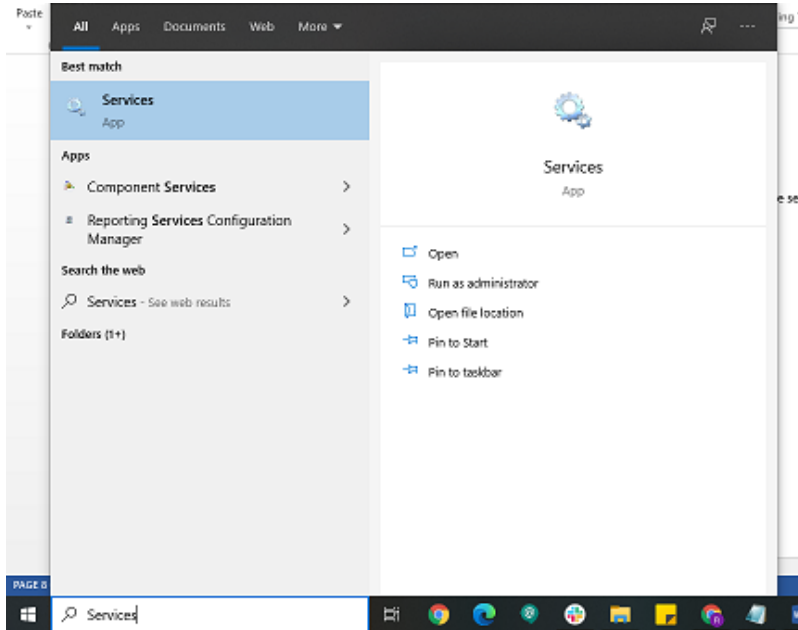 Paste
All Apps Documents Web More
ing
Best match
Services
App
Apps
Component Services
Reporting Services Configuration
Manager
Search the web
Services - See web results
Folders (1+)
Services
App
Open
Run as administrator
Open file location
Pin to Start
Pin to taskbar
e se
PAGE 8
Services